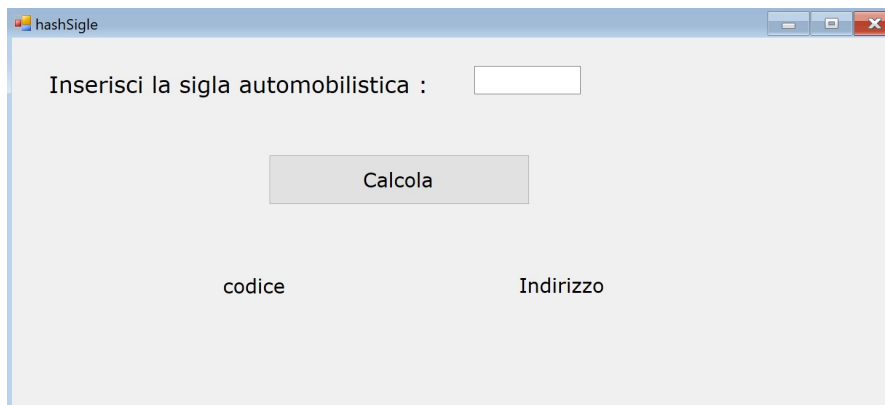 hashSigle
Inserisci la sigla automobilistica :
Calcola
codice Indirizzo